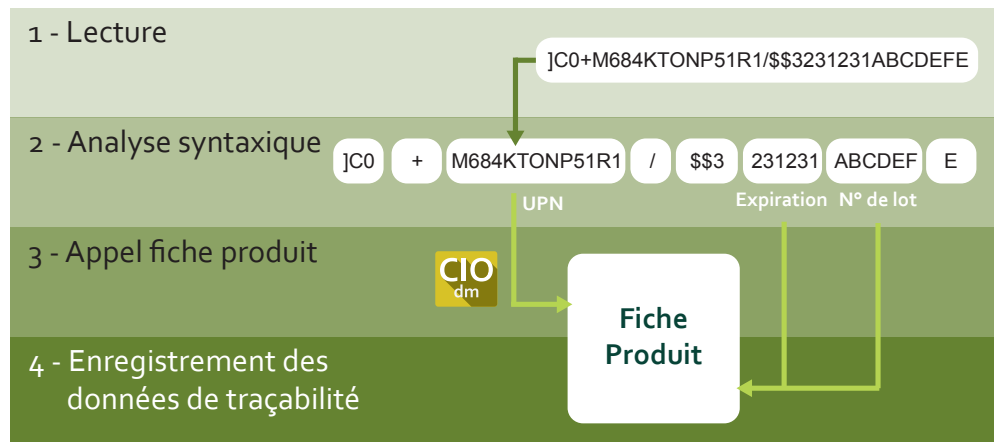 1 - Lecture
]C0+M684KTONP51R1/$$3231231ABCDEFE
2 - Analyse syntaxique
]C0 + M684KTONP51R1 / $$3 231231 ABCDEF E
UPN Expiration N° de lot
3 - Appel fiche produit
CIO
dm
Fiche
Produit
4 - Enregistrement des
données de traçabilité